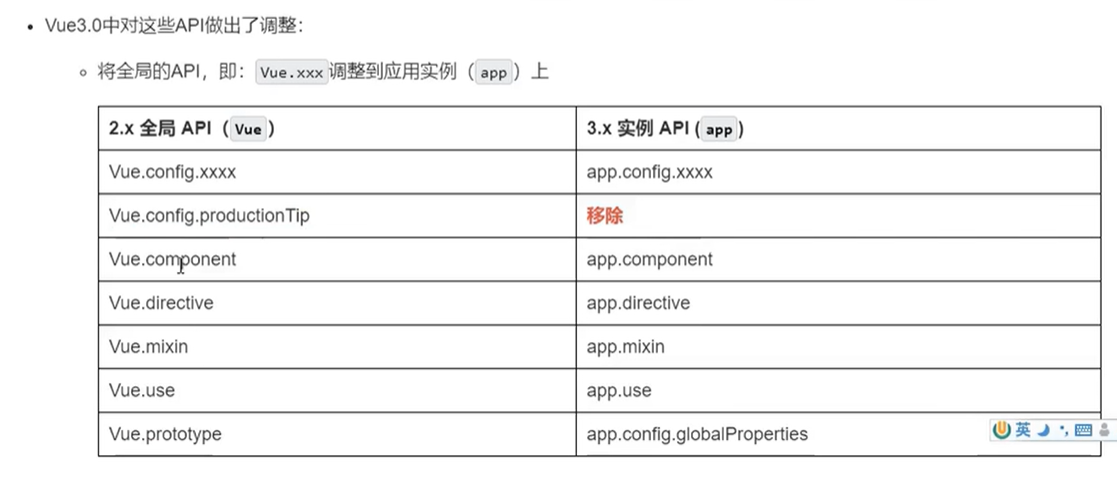 Vue3.0中对这些API做出了调整：
将全局的API，即：Vue.xxx调整到应用实例（app）上
2.x 全局 API（Vue） 3.x 实例 API (app)
Vue.config.xxxx app.config.xxxx
Vue.config.productionTip 移除
Vue.component app.component
Vue.directive app.directive
Vue.mixin app.mixin
Vue.use app.use
Vue.prototype app.config.globalProperties
英